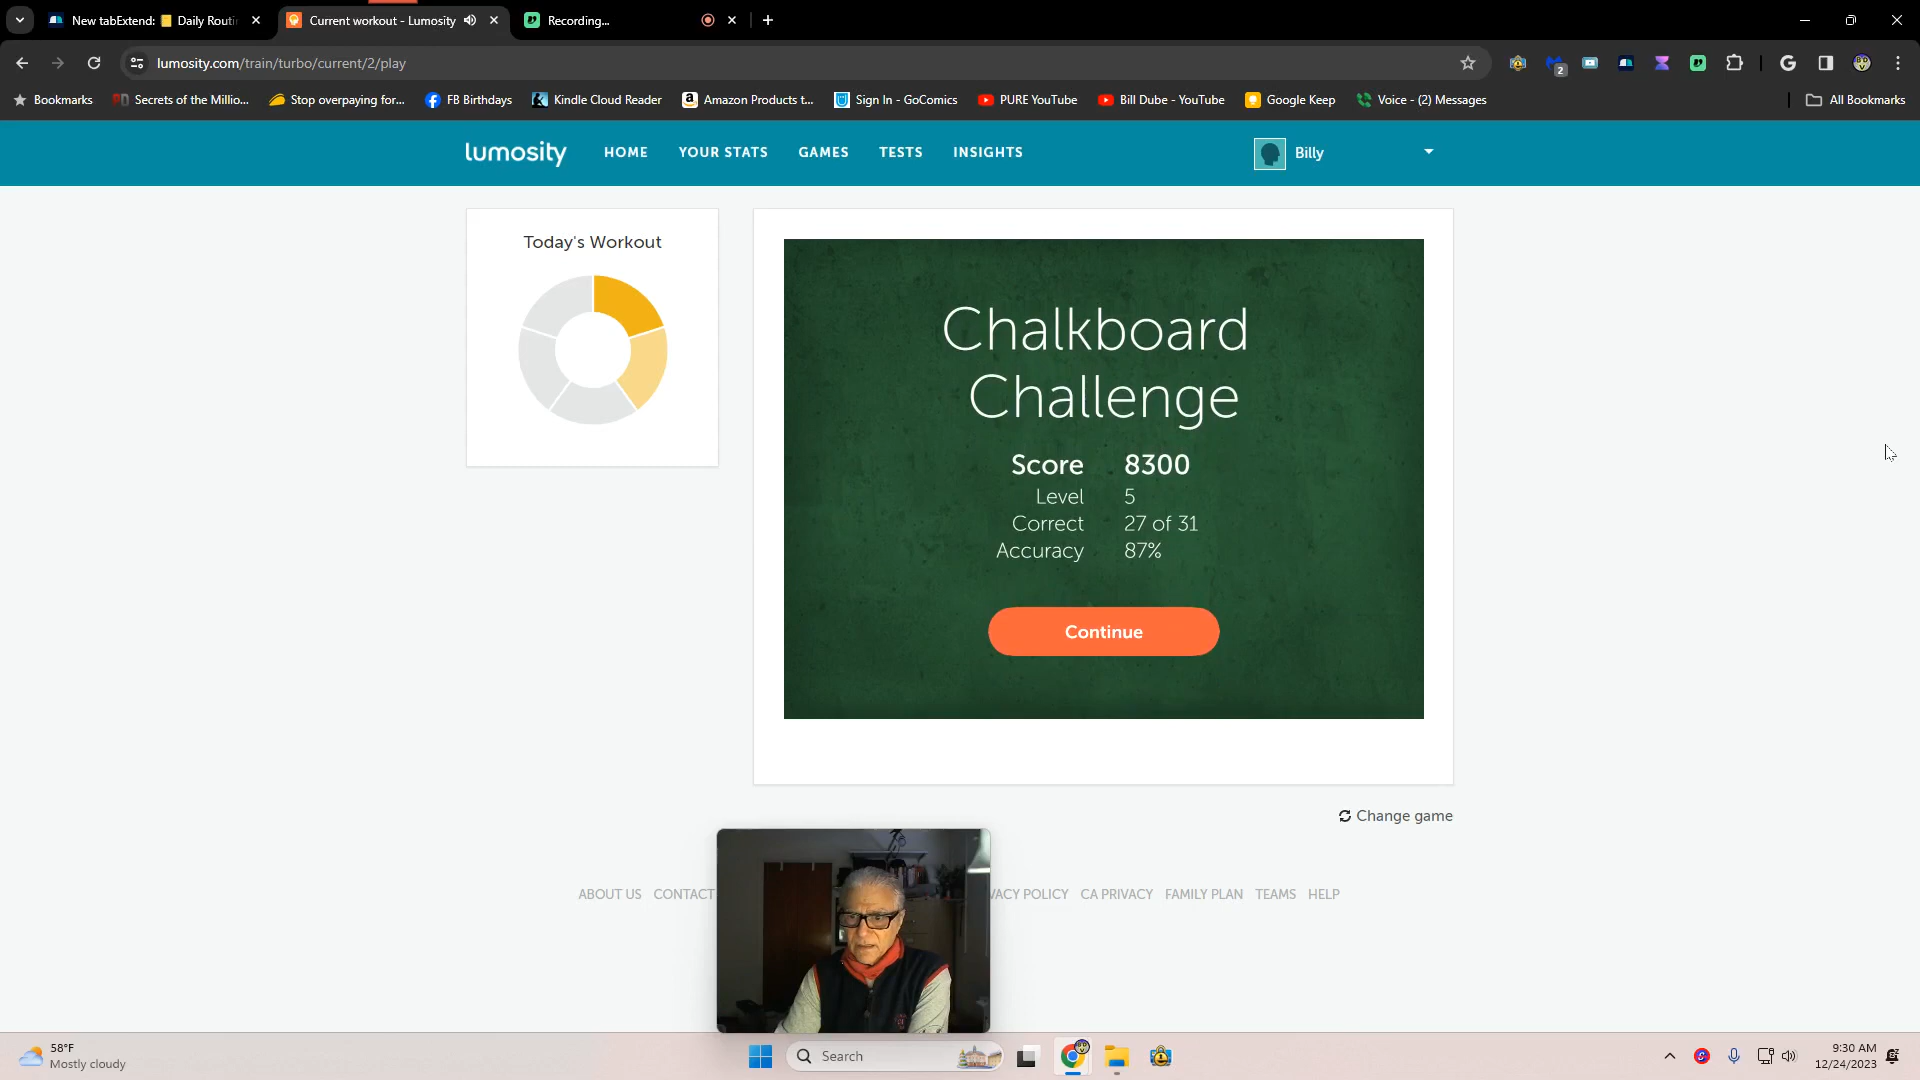 New tabExtend: Daily Routi
Current workout - Lumosity
Recording...
lumosity.com/train/turbo/current/2/play
2
Bookmarks
Secrets of the Millio...
Stop overpaying for...
FB Birthdays
Kindle Cloud Reader
Amazon Products t...
Sign In - GoComics
PURE YouTube
Bill Dube - YouTube
Google Keep
Voice - (2) Messages
All Bookmarks
lumosity
HOME
YOUR STATS
GAMES
TESTS
INSIGHTS
Billy
Today's Workout
Chalkboard
Challenge
Score 8300
Level 5
Correct 27 of 31
Accuracy 87%
Continue
Change game
ABOUT US
CONTACT
VACY POLICY
CA PRIVACY
FAMILY PLAN
TEAMS
HELP
58°F
Mostly cloudy
Search
9:30 AM
12/24/2023